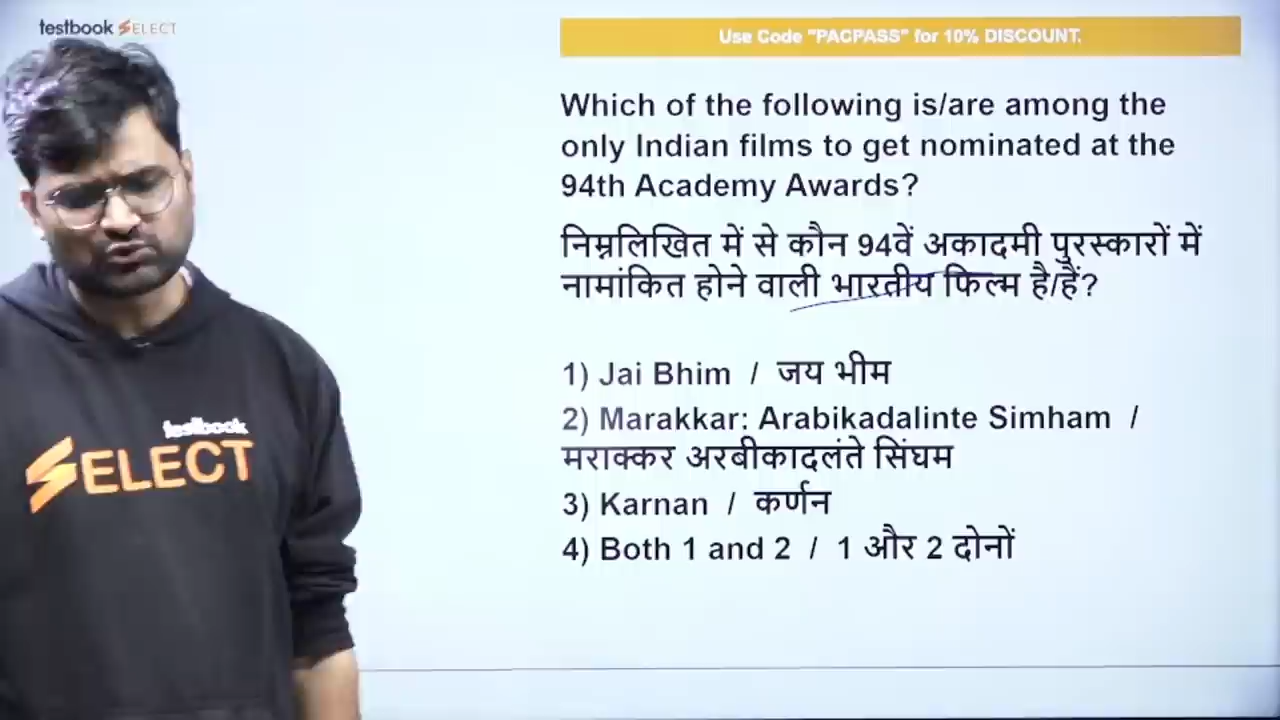 testbook SELECT
Use Code "PACPASS" for 10% DISCOUNT.
Which of the following is/are among the
only Indian films to get nominated at the
94th Academy Awards?
निम्नलिखित में से कौन 94वें अकादमी पुरस्कारों में
नामांकित होने वाली भारतीय फिल्म है/हैं?
1) Jai Bhim / जय भीम
2) Marakkar: Arabikadalinte Simham /
मराक्कर अरबीकादलंते सिंघम
3) Karnan / कर्णन
4) Both 1 and 2 / 1 और 2 दोनों
testbook
SELECT